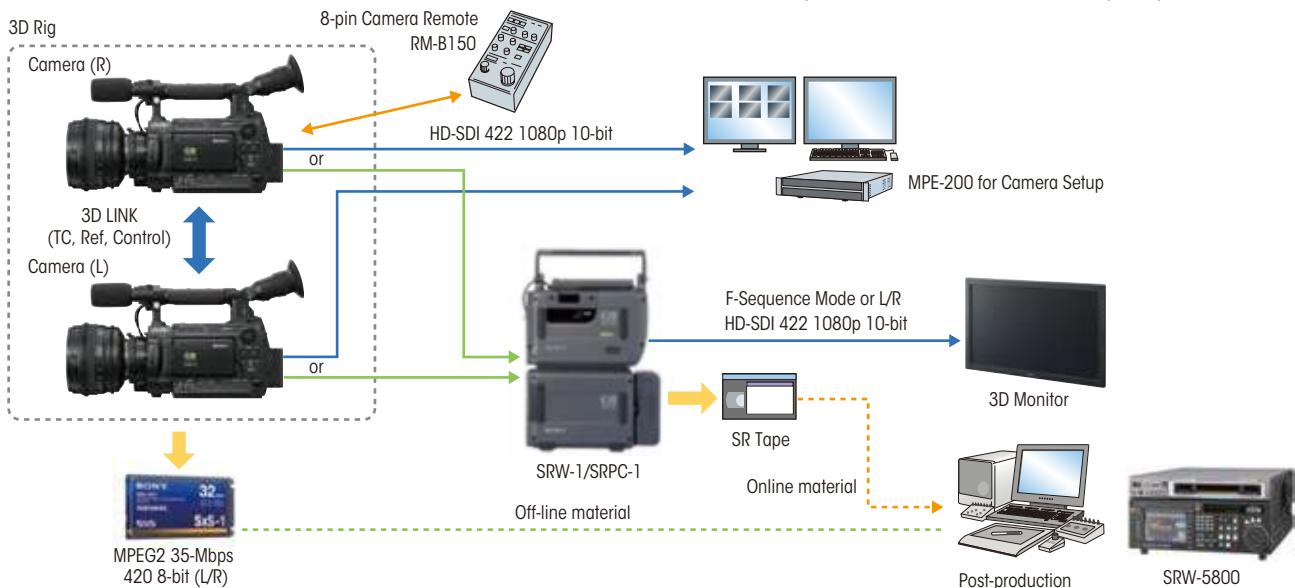 3D Rig
8-pin Camera Remote
RM-B150
Camera (R)
HD-SDI 422 1080p 10-bit
or
MPE-200 for Camera Setup
3D LINK
(TC, Ref, Control)
Camera (L)
or
F-Sequence Mode or L/R
HD-SDI 422 1080p 10-bit
3D Monitor
SR Tape
SRW-1/SRPC-1
Online material
Off-line material
SONY
32
SxS-1
MPEG2 35-Mbps
420 8-bit (L/R)
Post-production
SRW-5800